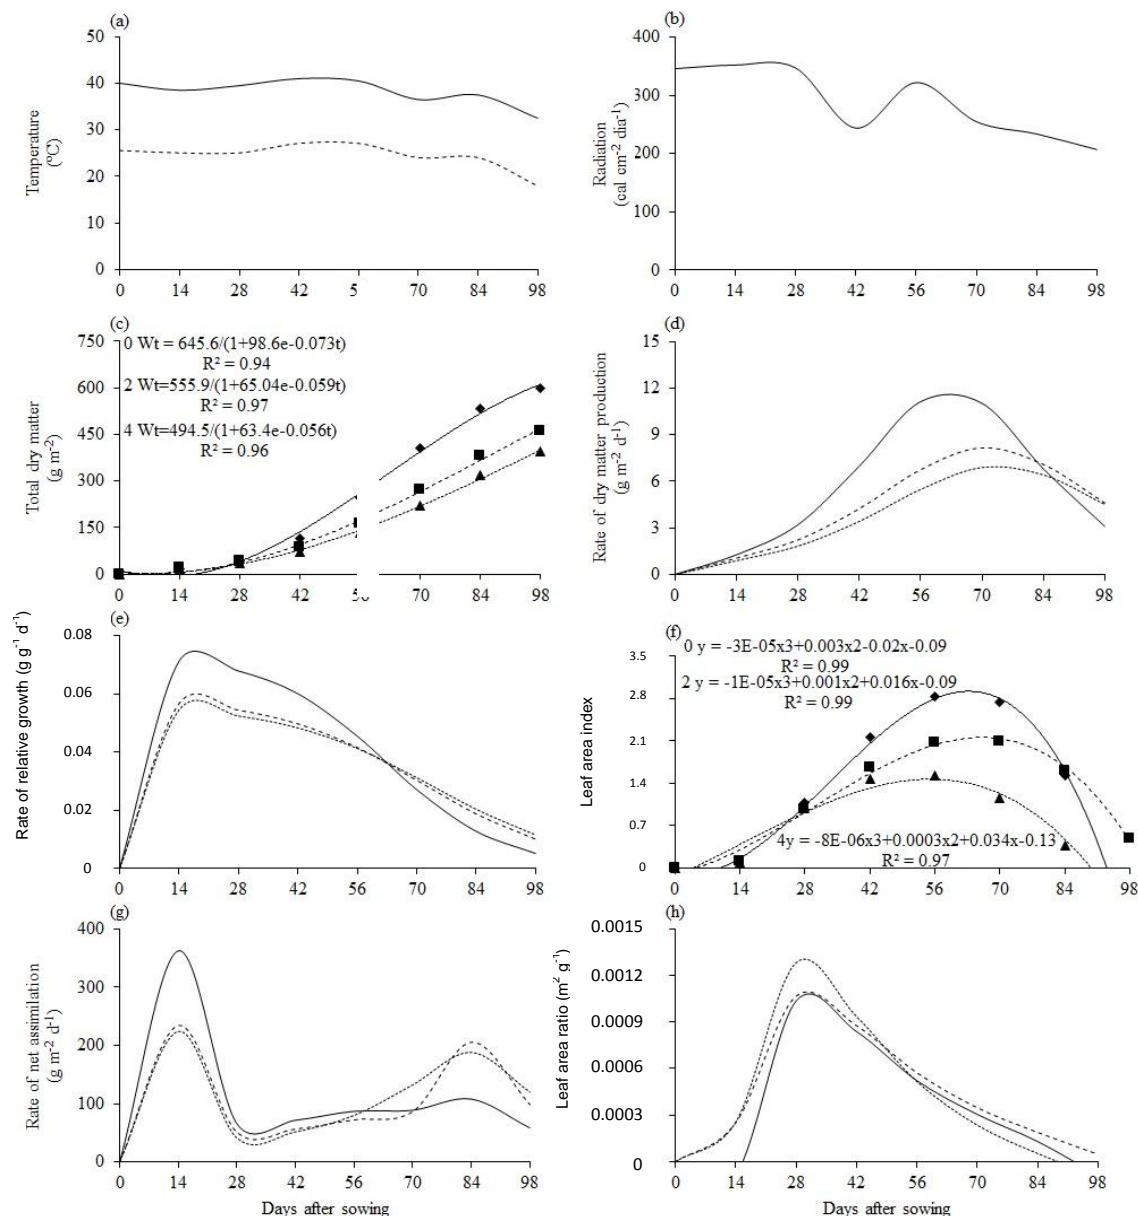 (a)
50
40
30
20
10
0
Temperature
(ºC)
0 14 28 42 5 70 84 98
(b)
400
300
200
100
0
Radiation
(cal cm-2 dia-1)
0 14 28 42 56 70 84 98
(c)
750
600
450
300
150
0
Total dry matter
(g m-2)
0 Wt = 645.6/(1+98.6e-0.073t)
R² = 0.94
2 Wt=555.9/(1+65.04e-0.059t)
R² = 0.97
4 Wt=494.5/(1+63.4e-0.056t)
R² = 0.96
0 14 28 42 56 70 84 98
(d)
15
12
9
6
3
0
Rate of dry matter production
(g m-2 d-1)
0 14 28 42 56 70 84 98
(e)
0.08
0.06
0.04
0.02
0
Rate of relative growth (g g-1 d-1)
0 14 28 42 56 70 84 98
(f)
3.5
2.8
2.1
1.4
0.7
0
Leaf area index
0 y = -3E-05x3+0.003x2-0.02x-0.09
R² = 0.99
2 y = -1E-05x3+0.001x2+0.016x-0.09
R² = 0.99
4y = -8E-06x3+0.0003x2+0.034x-0.13
R² = 0.97
0 14 28 42 56 70 84 98
(g)
400
300
200
100
0
Rate of net assimilation
(g m-2 d-1)
0 14 28 42 56 70 84 98
Days after sowing
(h)
0.0015
0.0012
0.0009
0.0006
0.0003
0
Leaf area ratio (m2 g-1)
0 14 28 42 56 70 84 98
Days after sowing